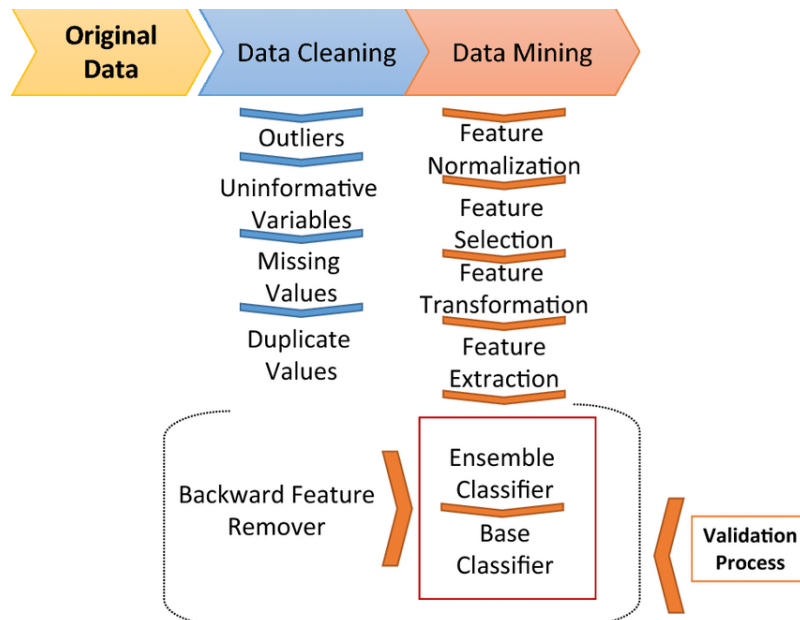 Original
Data
Data Cleaning
Data Mining
Outliers
Uninformative
Variables
Missing
Values
Duplicate
Values
Feature
Normalization
Feature
Selection
Feature
Transformation
Feature
Extraction
Backward Feature
Remover
Ensemble
Classifier
Base
Classifier
Validation
Process